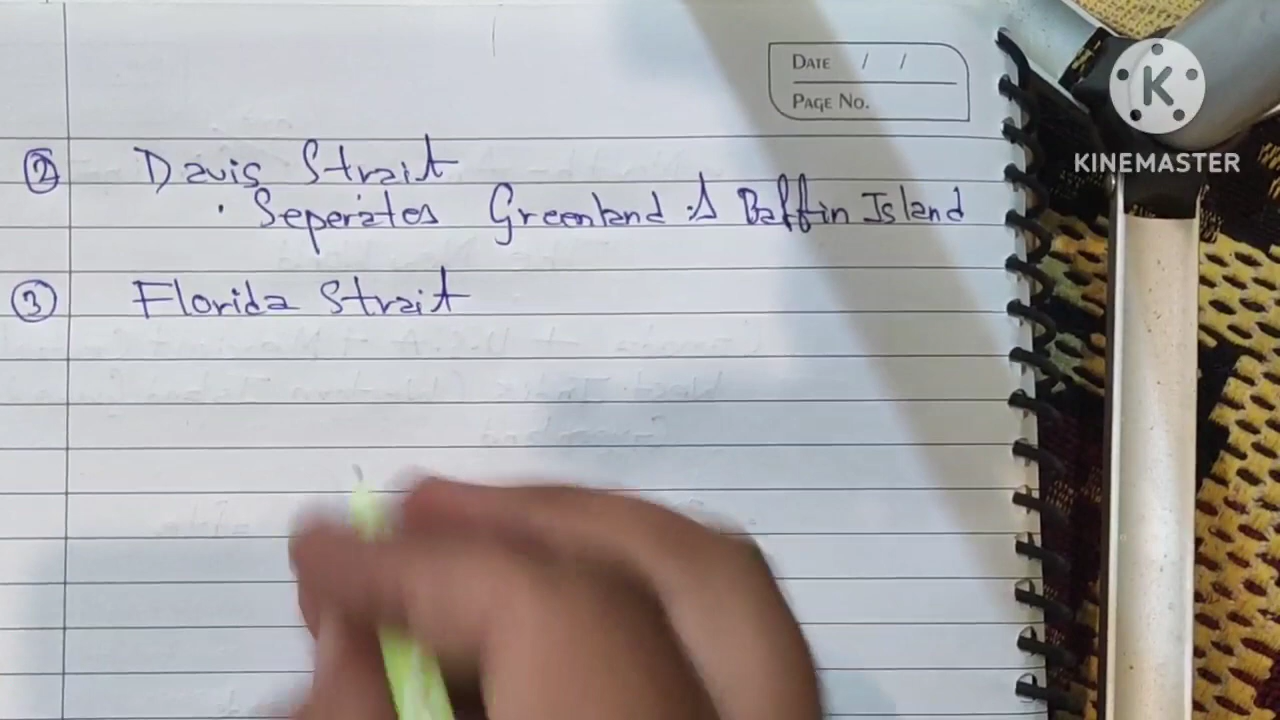 DATE / /
PAGE NO.
K
KINEMASTER
② Davis Strait
· Seperates Greenland & Baffin Island
③ Florida Strait